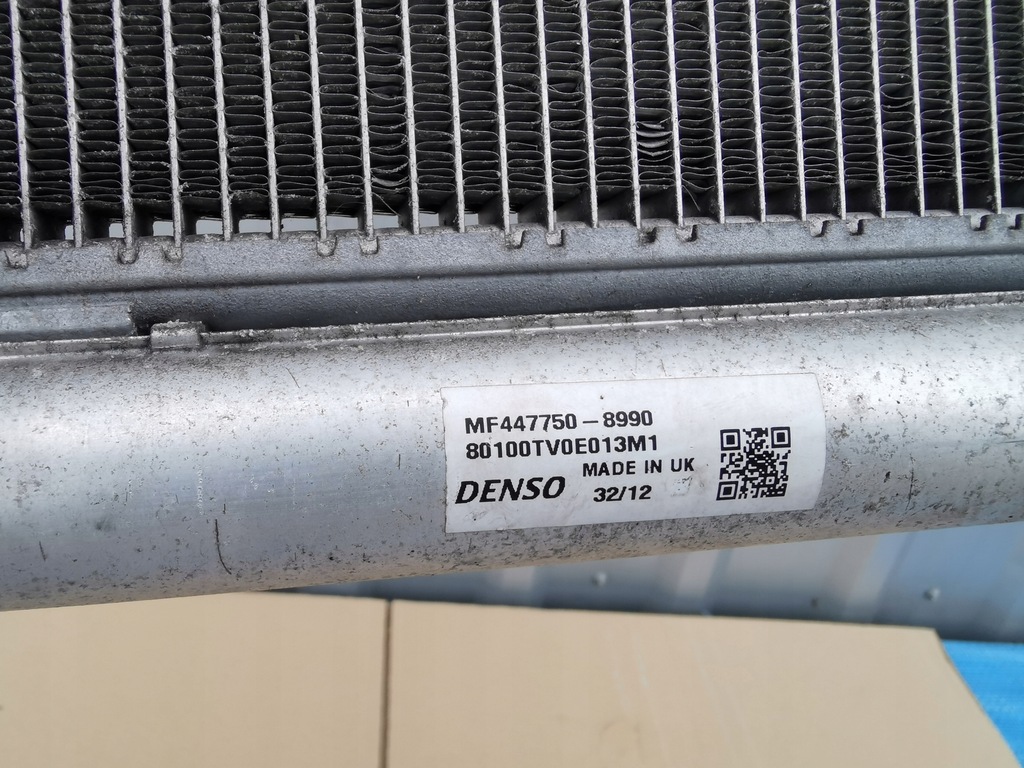 MF447750-8990
80100TV0E013M1
MADE IN UK
DENSO 32/12